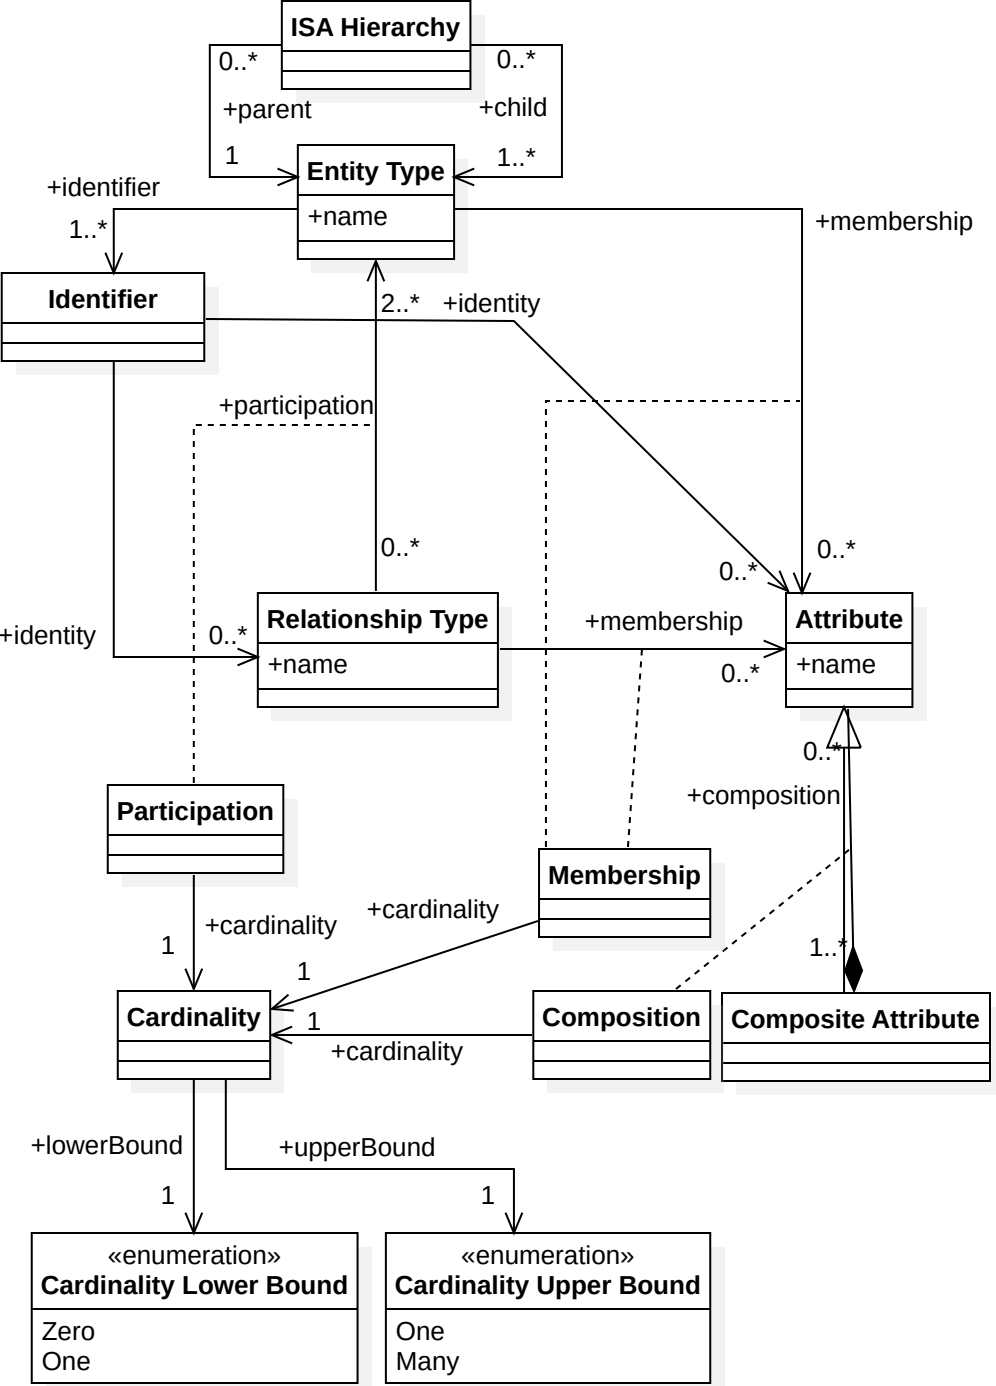 ISA Hierarchy
0..*
0..*
+parent
+child
1
1..*
Entity Type
+name
+identifier
1..*
+membership
Identifier
2..*
+identity
+participation
0..*
0..*
0..*
+identity
0..*
Relationship Type
+name
+membership
0..*
Attribute
+name
0..*
+composition
Participation
Membership
+cardinality
1
+cardinality
1
1..*
Cardinality
1
+cardinality
Composition
Composite Attribute
+lowerBound
1
+upperBound
1
«enumeration»
Cardinality Lower Bound
Zero
One
«enumeration»
Cardinality Upper Bound
One
Many